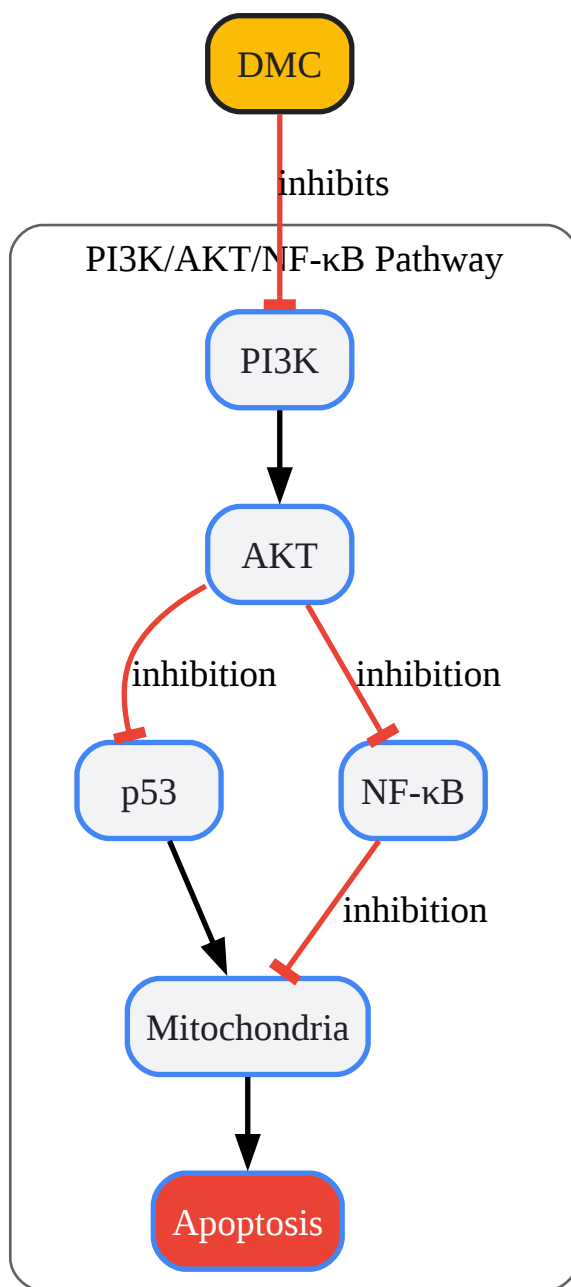 DMC
inhibits
PI3K/AKT/NF-κB Pathway
PI3K
AKT
inhibition
inhibition
p53
NF-κB
inhibition
Mitochondria
Apoptosis